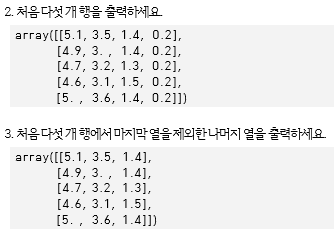 2. 처음 다섯 개 행을 출력하세요.
array([[5.1, 3.5, 1.4, 0.2],
[4.9, 3. , 1.4, 0.2],
[4.7, 3.2, 1.3, 0.2],
[4.6, 3.1, 1.5, 0.2],
[5. , 3.6, 1.4, 0.2]])
3. 처음 다섯 개 행에서 마지막 열을 제외한 나머지 열을 출력하세요.
array([[5.1, 3.5, 1.4],
[4.9, 3. , 1.4],
[4.7, 3.2, 1.3],
[4.6, 3.1, 1.5],
[5. , 3.6, 1.4]])